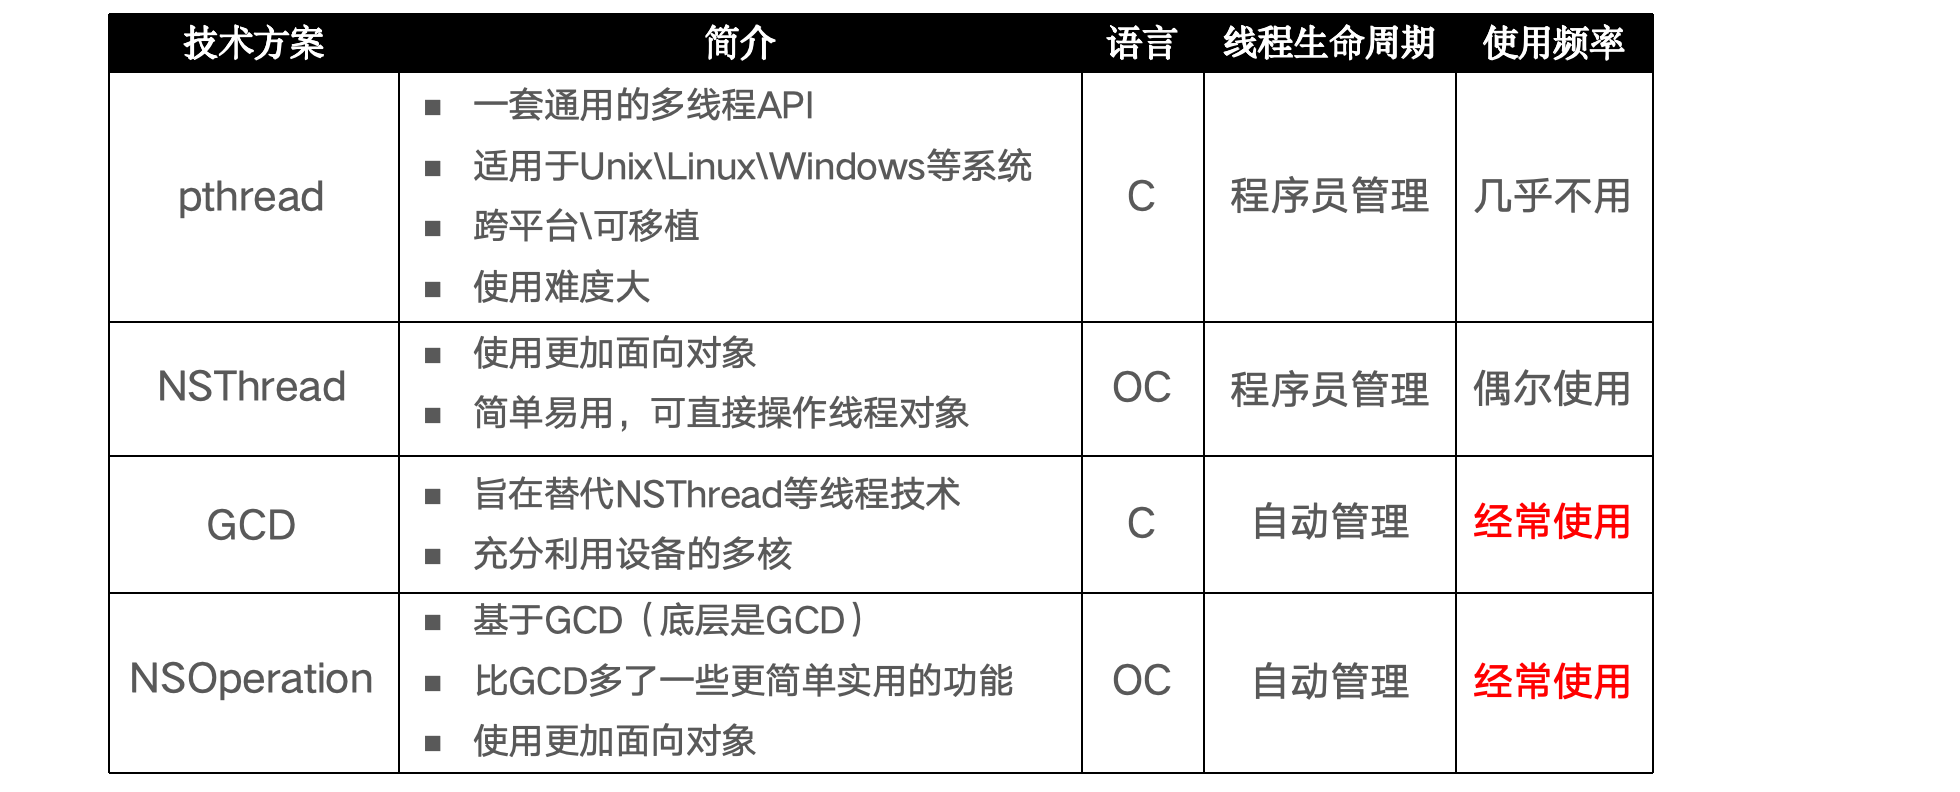 技术方案 简介 语言 线程生命周期 使用频率
pthread
■ 一套通用的多线程API
■ 适用于Unix\Linux\Windows等系统
■ 跨平台\可移植
■ 使用难度大
C
程序员管理
几乎不用
NSThread
■ 使用更加面向对象
■ 简单易用，可直接操作线程对象
OC
程序员管理
偶尔使用
GCD
■ 旨在替代NSThread等线程技术
■ 充分利用设备的多核
C
自动管理
经常使用
NSOperation
■ 基于GCD（底层是GCD）
■ 比GCD多了一些更简单实用的功能
■ 使用更加面向对象
OC
自动管理
经常使用